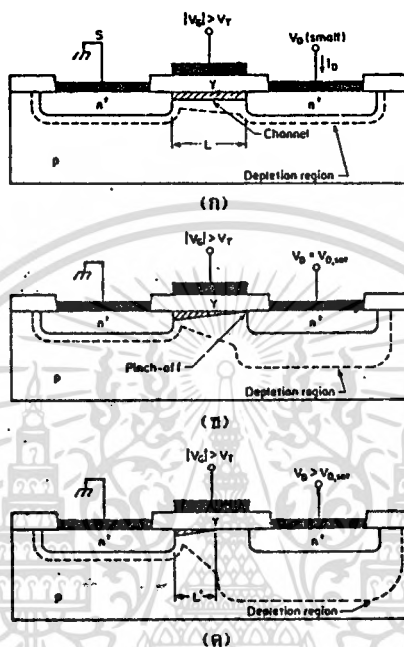 |V_G| > V_T
V_D (small)
S
I_D
Y
n⁺
n⁺
Channel
L
p
Depletion region
(ก)
|V_G| > V_T
V_D = V_D,sat
Y
n⁺
n⁺
Pinch-off
p
Depletion region
(ข)
|V_G| > V_T
V_D > V_D,sat
Y
n⁺
n⁺
L'
p
Depletion region
(ค)